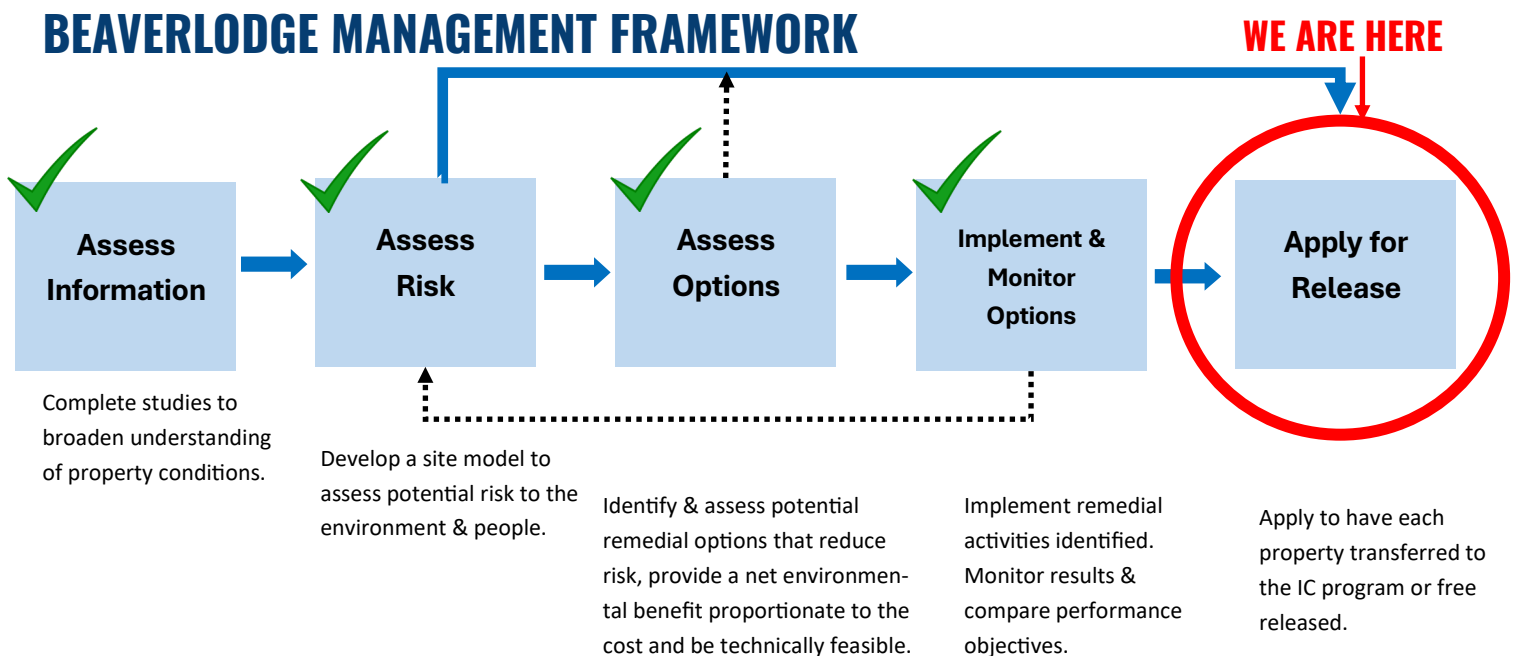 BEAVERLODGE MANAGEMENT FRAMEWORK
WE ARE HERE
Assess
Information
Assess
Risk
Assess
Options
Implement &
Monitor
Options
Apply for
Release
Complete studies to
broaden understanding
of property conditions.
Develop a site model to
assess potential risk to the
environment & people.
Identify & assess potential
remedial options that reduce
risk, provide a net environmen-
tal benefit proportionate to the
cost and be technically feasible.
Implement remedial
activities identified.
Monitor results &
compare performance
objectives.
Apply to have each
property transferred to
the IC program or free
released.